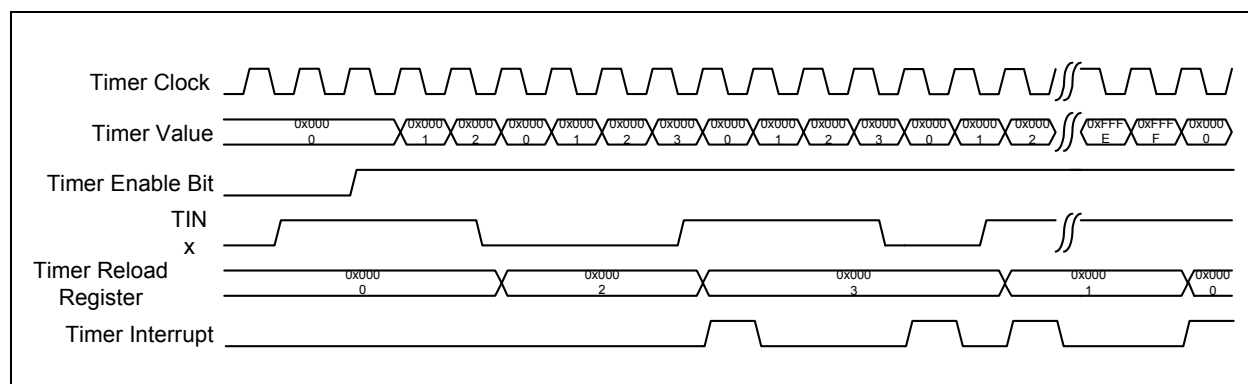 Timer Clock
Timer Value
0x000 0x000 0x000 0x000 0x000 0x000 0x000 0x000 0x000 0x000 0x000 0x000 0x000 0x000 0xFFF 0xFFF 0x000
0 1 2 0 1 2 3 0 1 2 3 0 1 2 E F 0
Timer Enable Bit
TIN
x
Timer Reload
Register
0x000 0x000 0x000 0x000 0x000
0 2 3 1 0
Timer Interrupt